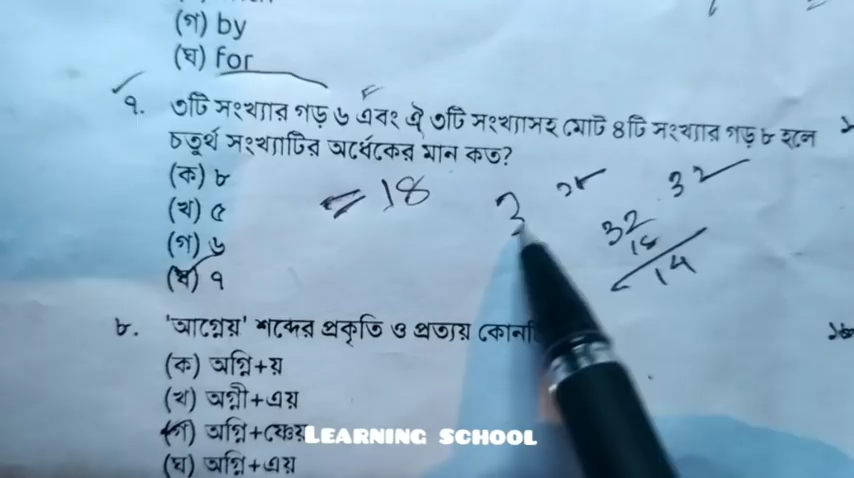 (গ) by
(ঘ) for
৭. ৩টি সংখ্যার গড় ৬ এবং ঐ ৩টি সংখ্যাসহ মোট ৪টি সংখ্যার গড় ৮ হলে
চতুর্থ সংখ্যাটির অর্ধেকের মান কত?
(ক) ৮
(খ) ৫
(গ) ৬
(ঘ) ৭
= 18
3
32
32
18
14
৮. 'আগ্নেয়' শব্দের প্রকৃতি ও প্রত্যয়
(ক) অগ্নি+য়
(খ) অগ্নী+এয়
(গ) অগ্নি+ষ্ণেয়
(ঘ) অগ্নি+এয়
LEARNING SCHOOL